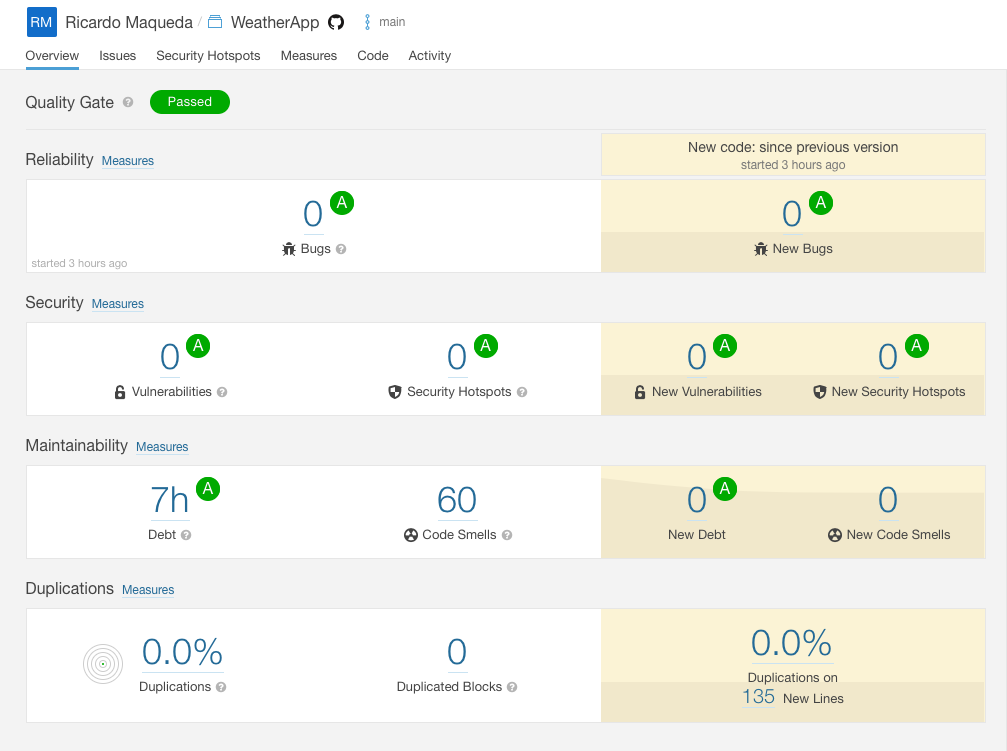 RM Ricardo Maqueda / WeatherApp main
Overview Issues Security Hotspots Measures Code Activity
Quality Gate ? Passed
Reliability Measures
New code: since previous version
started 3 hours ago
0 A
Bugs ?
started 3 hours ago
0 A
New Bugs
Security Measures
0 A 0 A 0 A 0 A
Vulnerabilities ? Security Hotspots ? New Vulnerabilities New Security Hotspots
Maintainability Measures
7h A 60 0 A 0
Debt ? Code Smells ? New Debt New Code Smells
Duplications Measures
0.0% 0
Duplications ? Duplicated Blocks ?
0.0%
Duplications on
135 New Lines